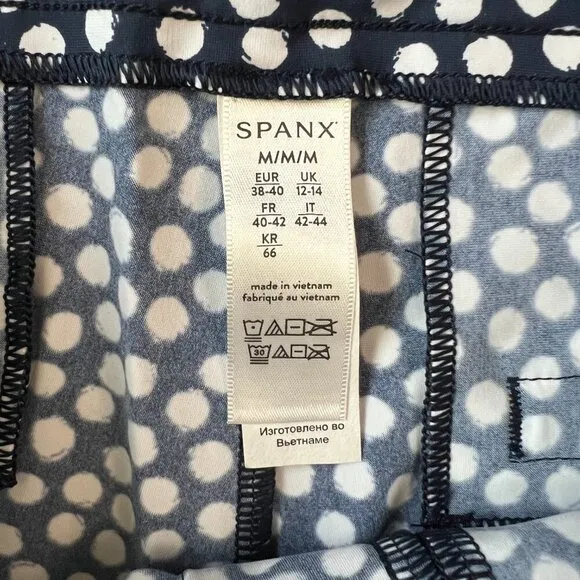 SPANX
M/M/M
EUR UK
38-40 12-14
FR IT
40-42 42-44
KR
66
made in vietnam
fabriqué au vietnam
30
Изготовлено во
Вьетнаме